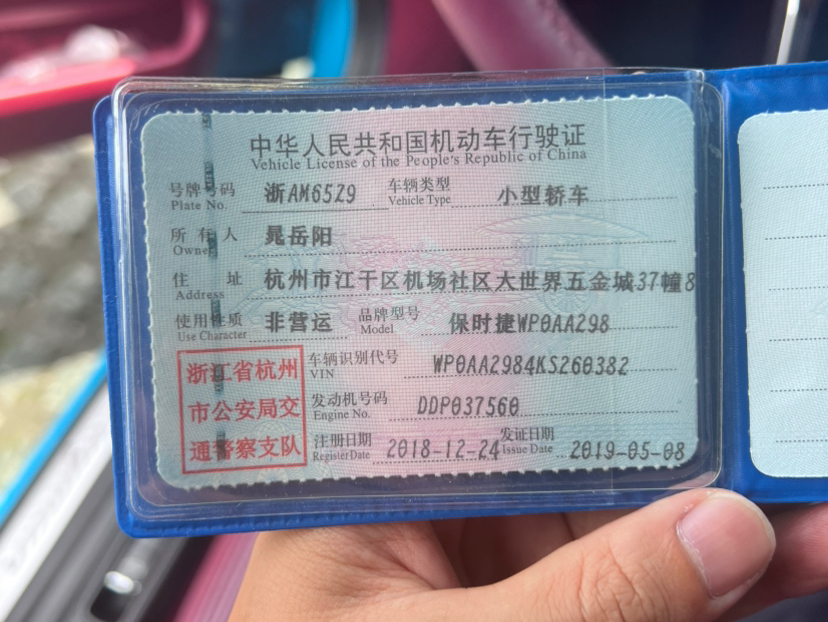 中华人民共和国机动车行驶证
Vehicle License of the People's Republic of China
号牌号码 浙AM65Z9 车辆类型 小型轿车
Plate No. Vehicle Type
所有人 晁岳阳
Owner
住址 杭州市江干区机场社区大世界五金城37幢8
Address
使用性质 非营运 品牌型号 保时捷WP0AA298
Use Character Model
浙江省杭州
市公安局交
通警察支队
车辆识别代号 WP0AA2984KS260382
VIN
发动机号码 DDP037560
Engine No.
注册日期 2018-12-24 发证日期 2019-05-08
Register Date Issue Date